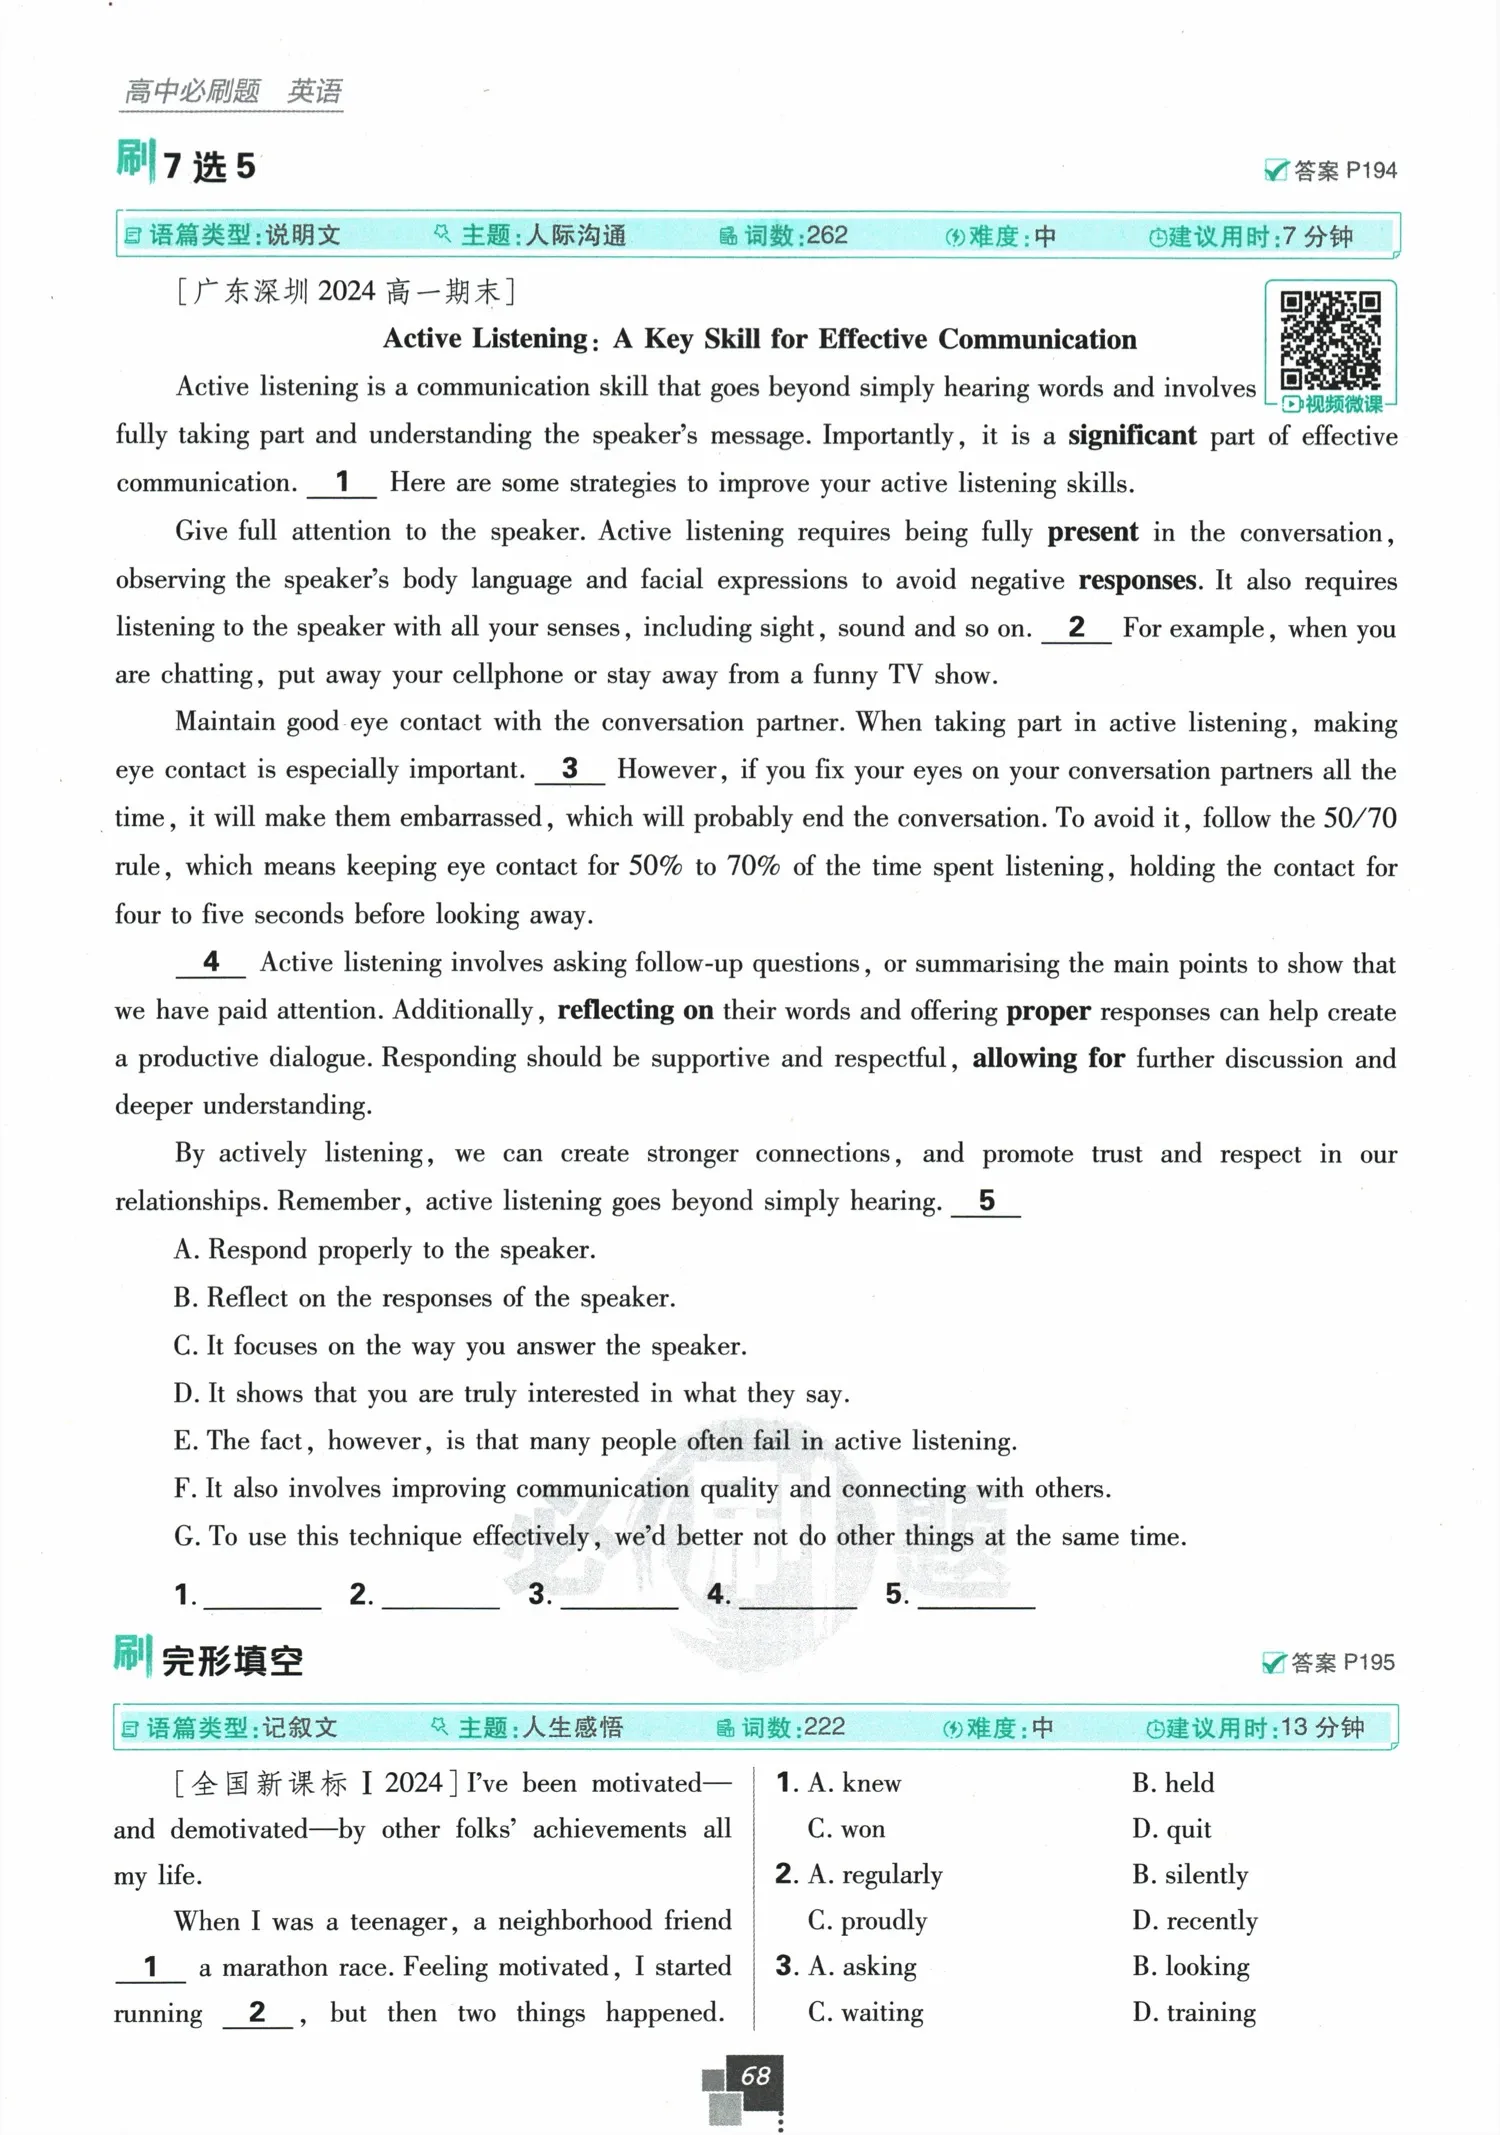 高中必刷题 英语
刷 7 选 5
答案 P194
语篇类型:说明文 主题:人际沟通 词数:262 难度:中 建议用时:7 分钟
[广东深圳 2024 高一期末]
Active Listening: A Key Skill for Effective Communication
Active listening is a communication skill that goes beyond simply hearing words and involves
视频微课
fully taking part and understanding the speaker's message. Importantly, it is a significant part of effective
communication. 1 Here are some strategies to improve your active listening skills.
Give full attention to the speaker. Active listening requires being fully present in the conversation,
observing the speaker's body language and facial expressions to avoid negative responses. It also requires
listening to the speaker with all your senses, including sight, sound and so on. 2 For example, when you
are chatting, put away your cellphone or stay away from a funny TV show.
Maintain good eye contact with the conversation partner. When taking part in active listening, making
eye contact is especially important. 3 However, if you fix your eyes on your conversation partners all the
time, it will make them embarrassed, which will probably end the conversation. To avoid it, follow the 50/70
rule, which means keeping eye contact for 50% to 70% of the time spent listening, holding the contact for
four to five seconds before looking away.
4 Active listening involves asking follow-up questions, or summarising the main points to show that
we have paid attention. Additionally, reflecting on their words and offering proper responses can help create
a productive dialogue. Responding should be supportive and respectful, allowing for further discussion and
deeper understanding.
By actively listening, we can create stronger connections, and promote trust and respect in our
relationships. Remember, active listening goes beyond simply hearing. 5
A. Respond properly to the speaker.
B. Reflect on the responses of the speaker.
C. It focuses on the way you answer the speaker.
D. It shows that you are truly interested in what they say.
E. The fact, however, is that many people often fail in active listening.
F. It also involves improving communication quality and connecting with others.
G. To use this technique effectively, we'd better not do other things at the same time.
必刷题
1. 2. 3. 4. 5.
刷 完形填空
答案 P195
语篇类型:记叙文 主题:人生感悟 词数:222 难度:中 建议用时:13 分钟
[全国新课标 I 2024] I've been motivated—
and demotivated—by other folks' achievements all
my life.
When I was a teenager, a neighborhood friend
1 a marathon race. Feeling motivated, I started
running 2, but then two things happened.
1. A. knew B. held
C. won D. quit
2. A. regularly B. silently
C. proudly D. recently
3. A. asking B. looking
C. waiting D. training
68